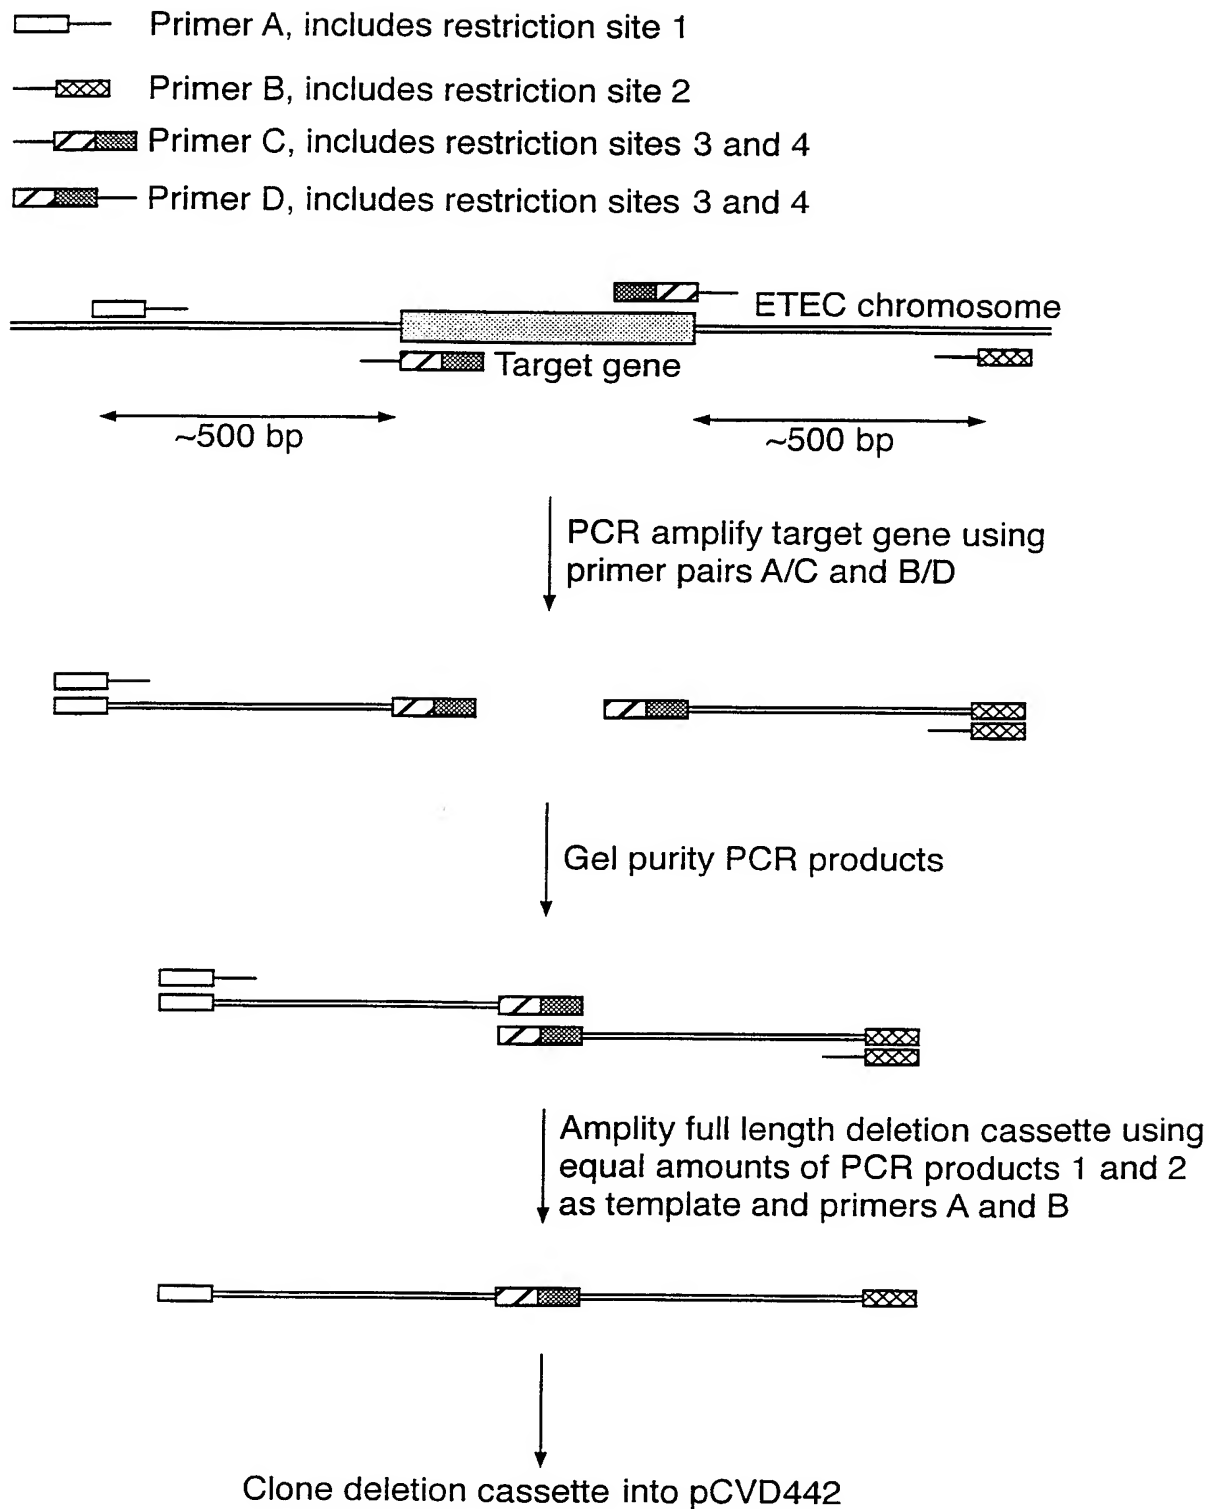 Primer A, includes restriction site 1
Primer B, includes restriction site 2
Primer C, includes restriction sites 3 and 4
Primer D, includes restriction sites 3 and 4
ETEC chromosome
Target gene
~500 bp
~500 bp
PCR amplify target gene using
primer pairs A/C and B/D
Gel purity PCR products
Amplity full length deletion cassette using
equal amounts of PCR products 1 and 2
as template and primers A and B
Clone deletion cassette into pCVD442